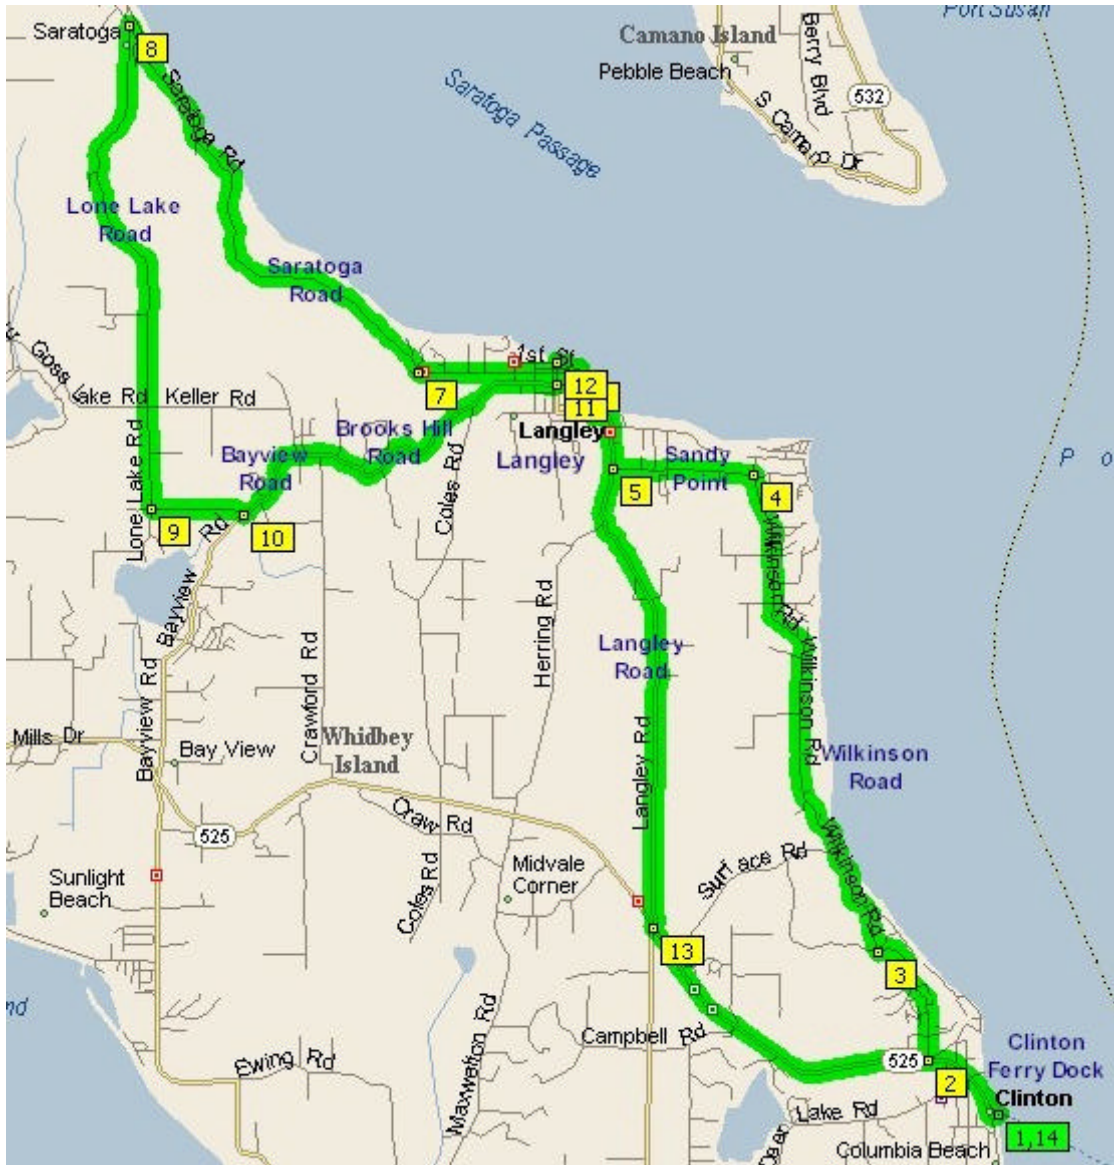 Port Susan
Saratoga
8
Camano Island
Pebble Beach
Berry Blvd
532
S Camano Dr
Saratoga Passage
Saratoga Rd
Lone Lake
Road
Saratoga
Road
Goss
Lake Rd
Keller Rd
1st St
7
12
11
Langley
Langley
Brooks Hill
Road
Bayview
Road
Coles Rd
Sandy
Point
5
4
P o
Lone Lake Rd
9
10
Bayview Rd
Wilkinson Rd
Herring Rd
Langley
Road
Wilkinson Rd
Crawford Rd
Bayview Rd
Mills Dr
Bay View
Whidbey
Island
Langley Rd
Wilkinson
Road
525
Craw Rd
Wilkinson Rd
Surface Rd
Midvale
Corner
Sunlight
Beach
Coles Rd
13
3
nd
Maxwelton Rd
Campbell Rd
525
Clinton
Ferry Dock
Ewing Rd
2
Clinton
Lake Rd
Deer
1,14
Columbia Beach